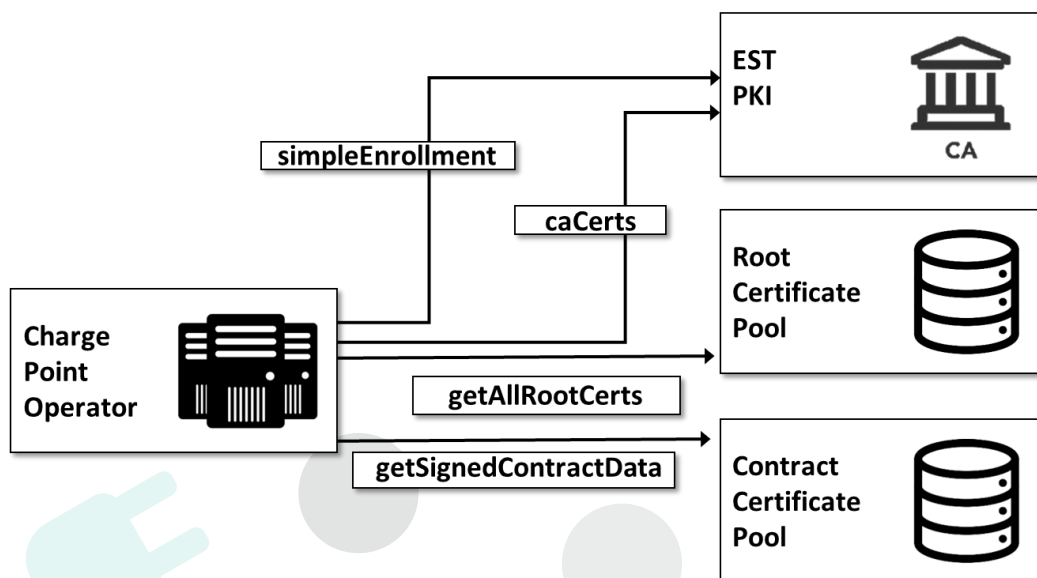 EST
PKI
CA
simpleEnrollment
caCerts
Root
Certificate
Pool
Charge
Point
Operator
getAllRootCerts
getSignedContractData
Contract
Certificate
Pool